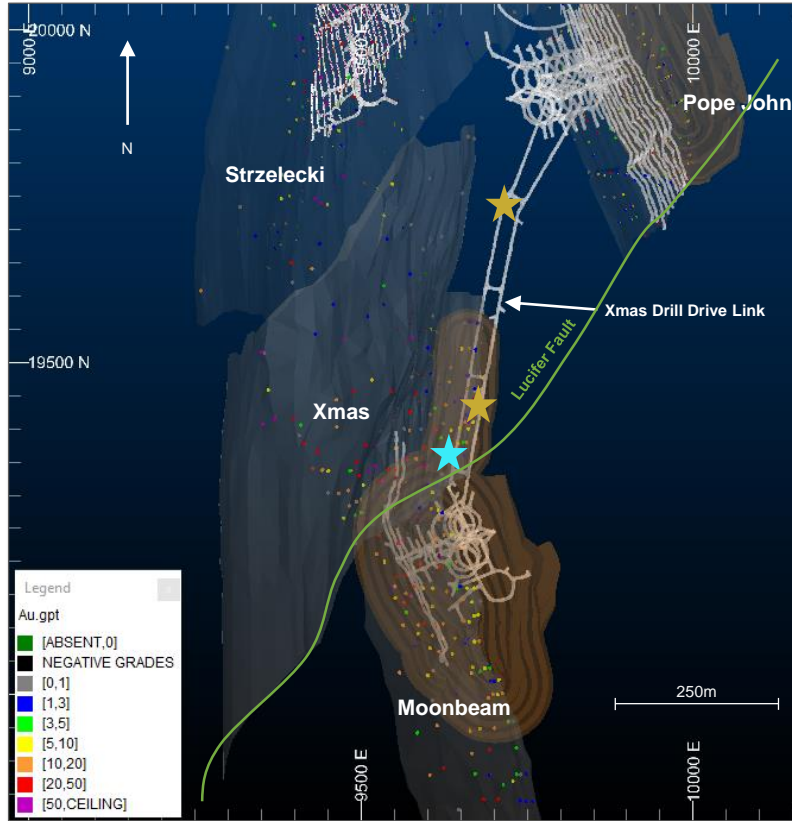 20000 N
9000 E
9500 E
10000 E
N
Pope John
Strzelecki
Xmas Drill Drive Link
19500 N
Lucifer Fault
Xmas
Legend
Au.gpt
[ABSENT,0]
NEGATIVE GRADES
[0,1]
[1,3]
[3,5]
[5,10]
[10,20]
[20,50]
[50,CEILING]
Moonbeam
250m
9500 E
10000 E